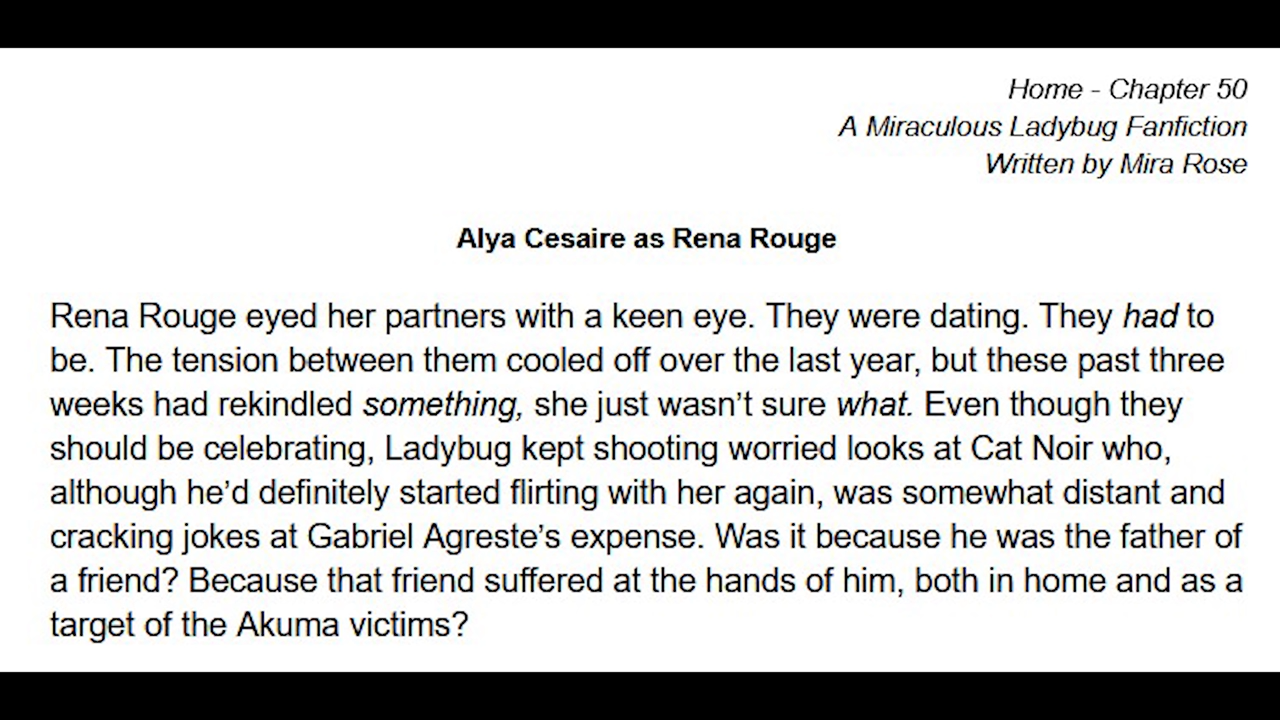 Home - Chapter 50
A Miraculous Ladybug Fanfiction
Written by Mira Rose
Alya Cesaire as Rena Rouge
Rena Rouge eyed her partners with a keen eye. They were dating. They had to
be. The tension between them cooled off over the last year, but these past three
weeks had rekindled something, she just wasn’t sure what. Even though they
should be celebrating, Ladybug kept shooting worried looks at Cat Noir who,
although he’d definitely started flirting with her again, was somewhat distant and
cracking jokes at Gabriel Agreste’s expense. Was it because he was the father of
a friend? Because that friend suffered at the hands of him, both in home and as a
target of the Akuma victims?